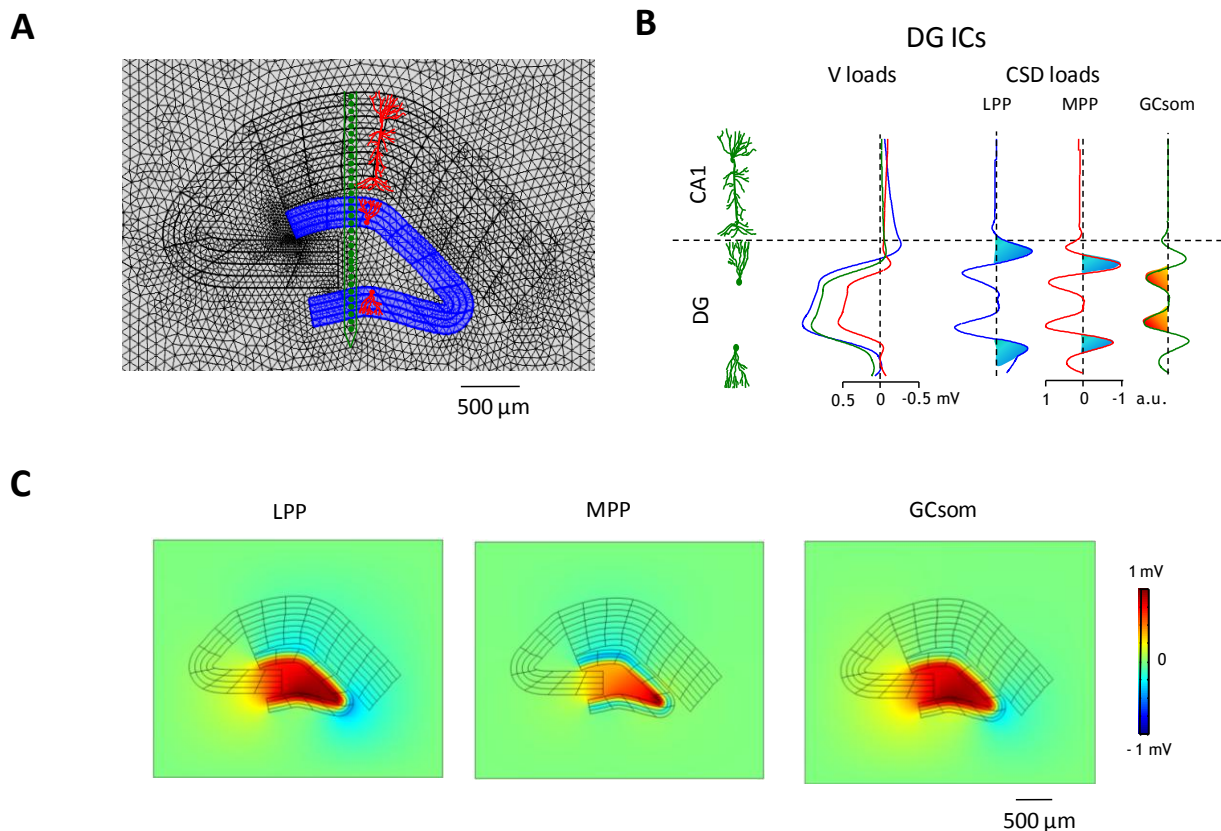 A
500 µm
B
DG ICs
V loads
CSD loads
LPP
MPP
GCsom
CA1
DG
0.5 0 -0.5 mV
1 0 -1 a.u.
C
LPP
MPP
GCsom
1 mV
0
- 1 mV
500 µm